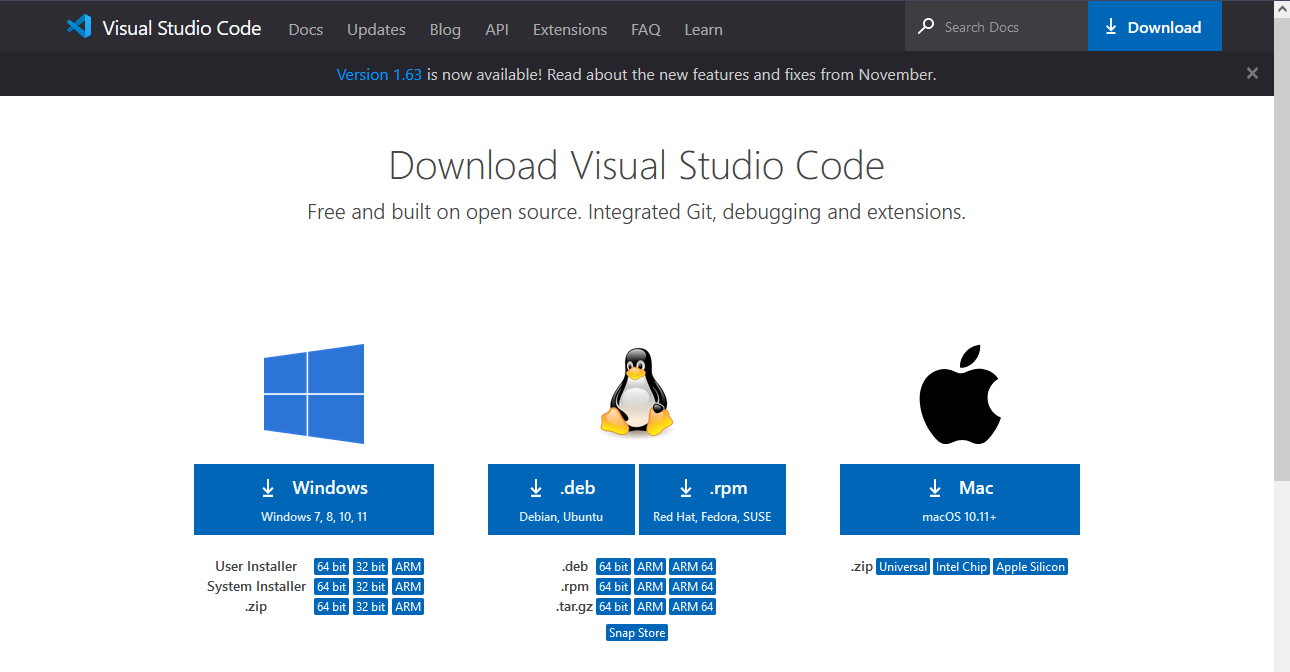 Visual Studio Code Docs Updates Blog API Extensions FAQ Learn Search Docs Download
Version 1.63 is now available! Read about the new features and fixes from November.
Download Visual Studio Code
Free and built on open source. Integrated Git, debugging and extensions.
Windows
Windows 7, 8, 10, 11
User Installer 64 bit 32 bit ARM
System Installer 64 bit 32 bit ARM
.zip 64 bit 32 bit ARM
.deb
Debian, Ubuntu
.rpm
Red Hat, Fedora, SUSE
.deb 64 bit ARM ARM 64
.rpm 64 bit ARM ARM 64
.tar.gz 64 bit ARM ARM 64
Snap Store
Mac
macOS 10.11+
.zip Universal Intel Chip Apple Silicon